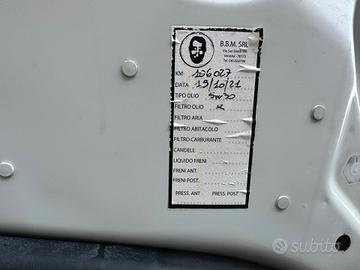 B.B.M. SRL
KM 106027
DATA 19/10/21
TIPO OLIO 5W30
FILTRO OLIO X
FILTRO ARIA
FILTRO ABITACOLO
FILTRO CARBURANTE
CANDELE
LIQUIDO FRENI
FRENI ANT.
FRENI POST.
PRESS. ANT PRESS. POST
subito